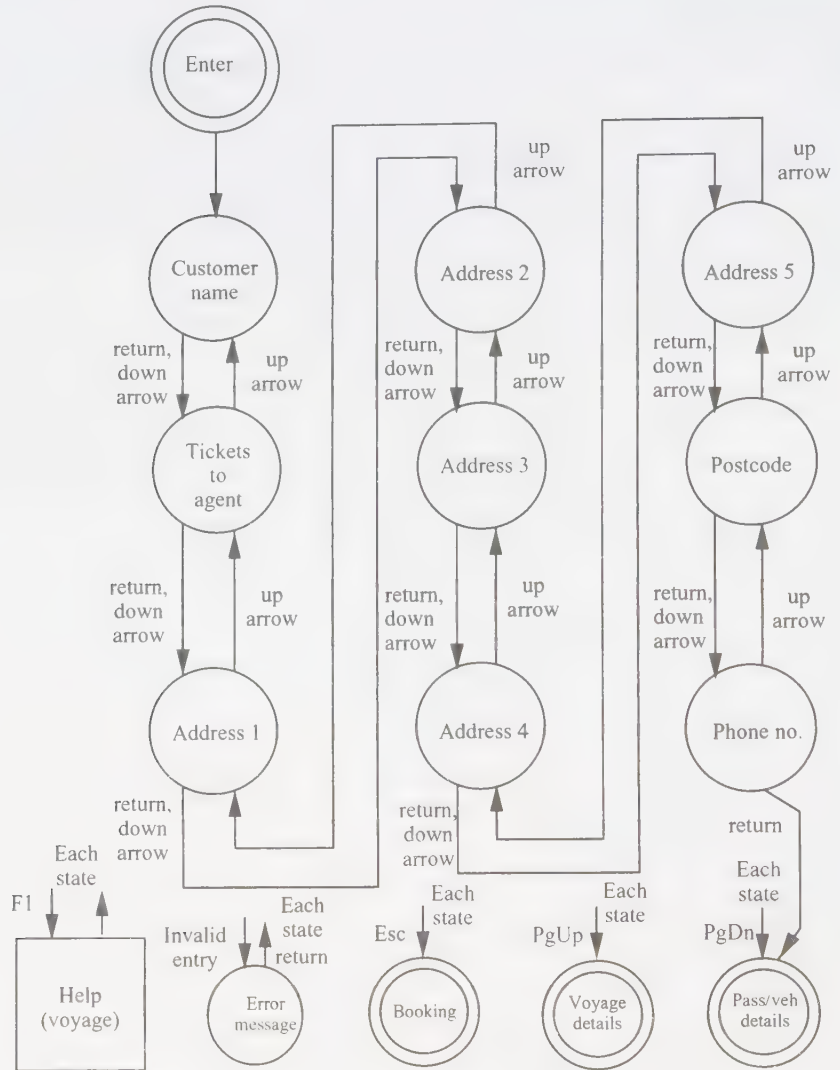 Enter
Customer
name
return,
down
arrow
up
arrow
Tickets
to
agent
return,
down
arrow
up
arrow
Address 1
return,
down
arrow
up
arrow
Address 2
return,
down
arrow
up
arrow
Address 3
return,
down
arrow
up
arrow
Address 4
return,
down
arrow
up
arrow
Address 5
return,
down
arrow
up
arrow
Postcode
return,
down
arrow
up
arrow
Phone no.
return
F1
Each
state
Help
(voyage)
Invalid
entry
Each
state
return
Error
message
Esc
Each
state
Booking
PgUp
Each
state
Voyage
details
Each
state
PgDn
Pass/veh
details